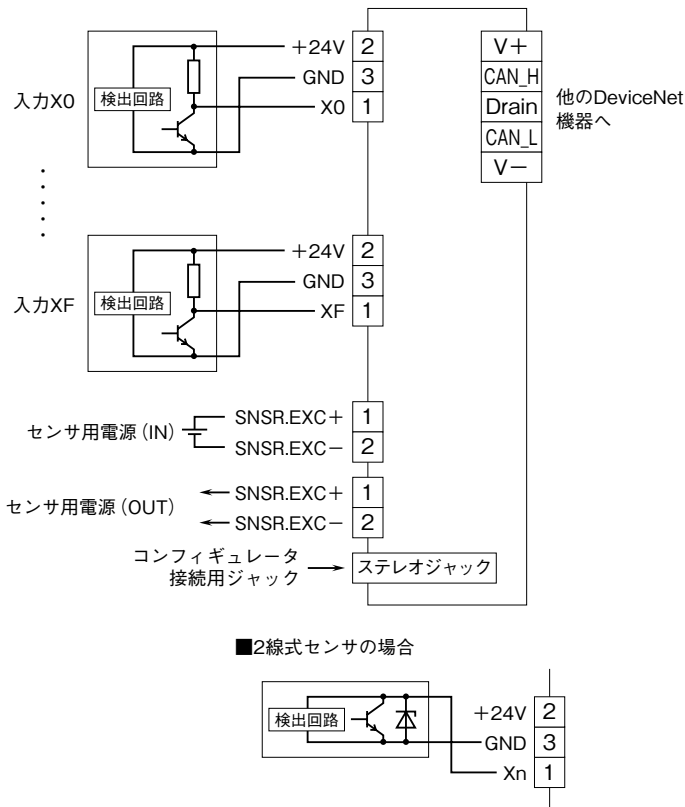 入力X0
検出回路
+24V 2
GND 3
X0 1
V+
CAN_H
Drain
CAN_L
V−
他のDeviceNet
機器へ
入力XF
検出回路
+24V 2
GND 3
XF 1
センサ用電源(IN)
SNSR.EXC+ 1
SNSR.EXC− 2
センサ用電源(OUT)
SNSR.EXC+ 1
SNSR.EXC− 2
コンフィギュレータ
接続用ジャック
ステレオジャック
■2線式センサの場合
検出回路
+24V 2
GND 3
Xn 1